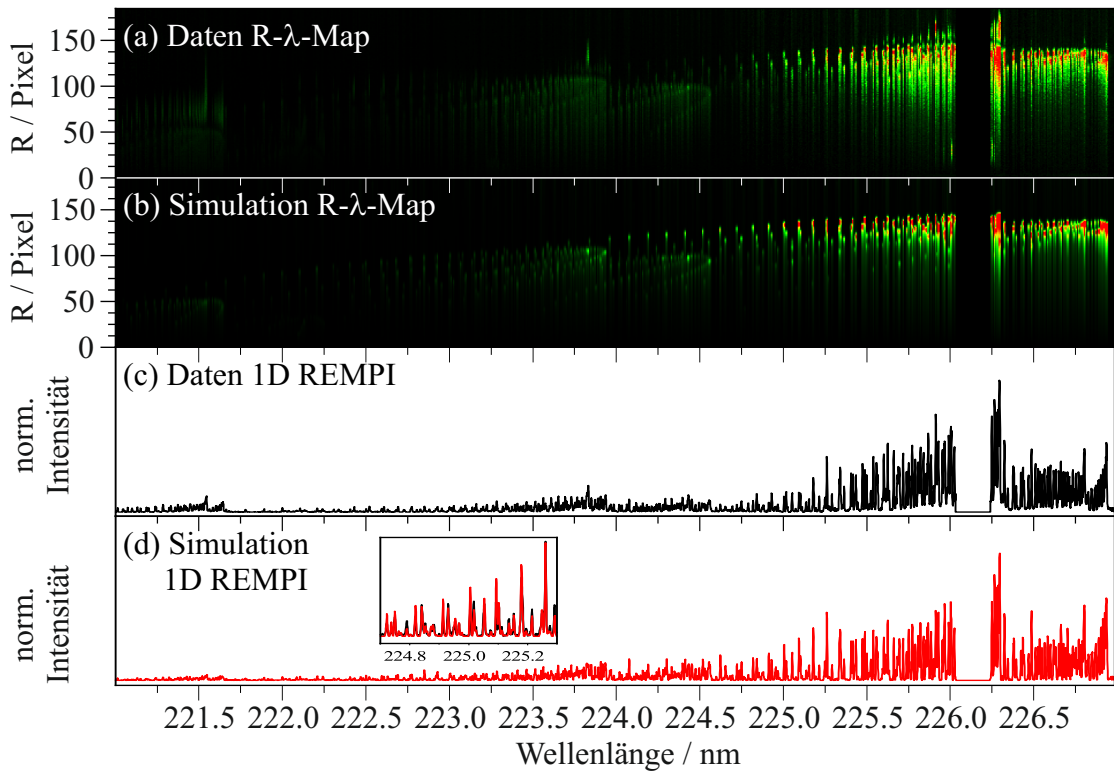 (a) Daten R-λ-Map
R / Pixel
150
100
50
0
(b) Simulation R-λ-Map
R / Pixel
150
100
50
0
(c) Daten 1D REMPI
norm.
Intensität
(d) Simulation
1D REMPI
norm.
Intensität
224.8 225.0 225.2
221.5 222.0 222.5 223.0 223.5 224.0 224.5 225.0 225.5 226.0 226.5
Wellenlänge / nm